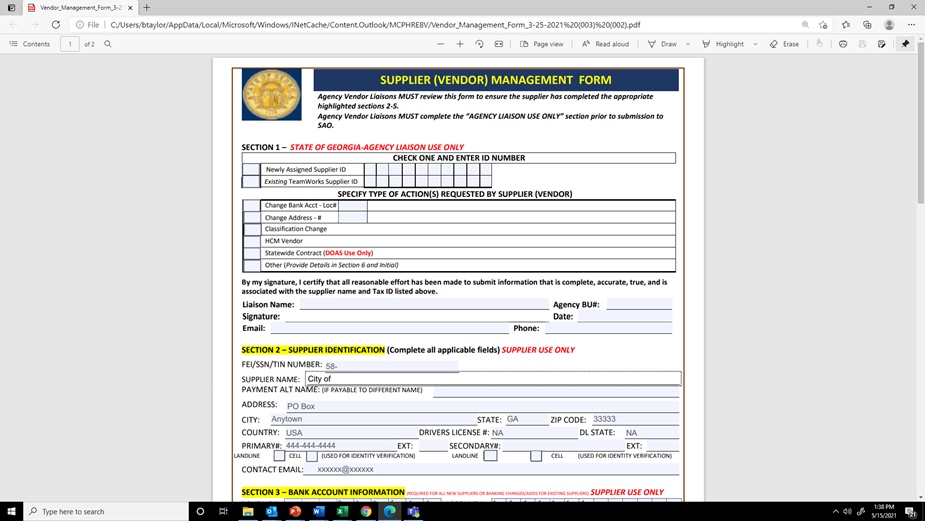 Vendor_Management_Form_3-25
File
C:/Users/btaylor/AppData/Local/Microsoft/Windows/INetCache/Content.Outlook/MCPHRE8V/Vendor_Management_Form_3-25-2021%20(003)%20(002).pdf
Contents 1 of 2 Page view Read aloud Draw Highlight Erase
SUPPLIER (VENDOR) MANAGEMENT FORM
Agency Vendor Liaisons MUST review this form to ensure the supplier has completed the appropriate
highlighted sections 2-5.
Agency Vendor Liaisons MUST complete the "AGENCY LIAISON USE ONLY" section prior to submission to
SAO.
SECTION 1 – STATE OF GEORGIA-AGENCY LIAISON USE ONLY
CHECK ONE AND ENTER ID NUMBER
Newly Assigned Supplier ID
Existing TeamWorks Supplier ID
SPECIFY TYPE OF ACTION(S) REQUESTED BY SUPPLIER (VENDOR)
Change Bank Acct - Loc#
Change Address - #
Classification Change
HCM Vendor
Statewide Contract (DOAS Use Only)
Other (Provide Details in Section 6 and Initial)
By my signature, I certify that all reasonable effort has been made to submit information that is complete, accurate, true, and is
associated with the supplier name and Tax ID listed above.
Liaison Name: Agency BU#:
Signature: Date:
Email: Phone:
SECTION 2 – SUPPLIER IDENTIFICATION (Complete all applicable fields) SUPPLIER USE ONLY
FEI/SSN/TIN NUMBER: 58-
SUPPLIER NAME: City of
PAYMENT ALT NAME: (IF PAYABLE TO DIFFERENT NAME)
ADDRESS: PO Box
CITY: Anytown STATE: GA ZIP CODE: 33333
COUNTRY: USA DRIVERS LICENSE #: NA DL STATE: NA
PRIMARY#: 444-444-4444 EXT: SECONDARY#: EXT:
LANDLINE CELL (USED FOR IDENTITY VERIFICATION) LANDLINE CELL (USED FOR IDENTITY VERIFICATION)
CONTACT EMAIL: xxxxxx@xxxxxx
SECTION 3 – BANK ACCOUNT INFORMATION (REQUIRED FOR ALL NEW SUPPLIERS OR BANKING CHANGES/ADDS FOR EXISTING SUPPLIERS) SUPPLIER USE ONLY
Type here to search
1:38 PM
5/15/2021